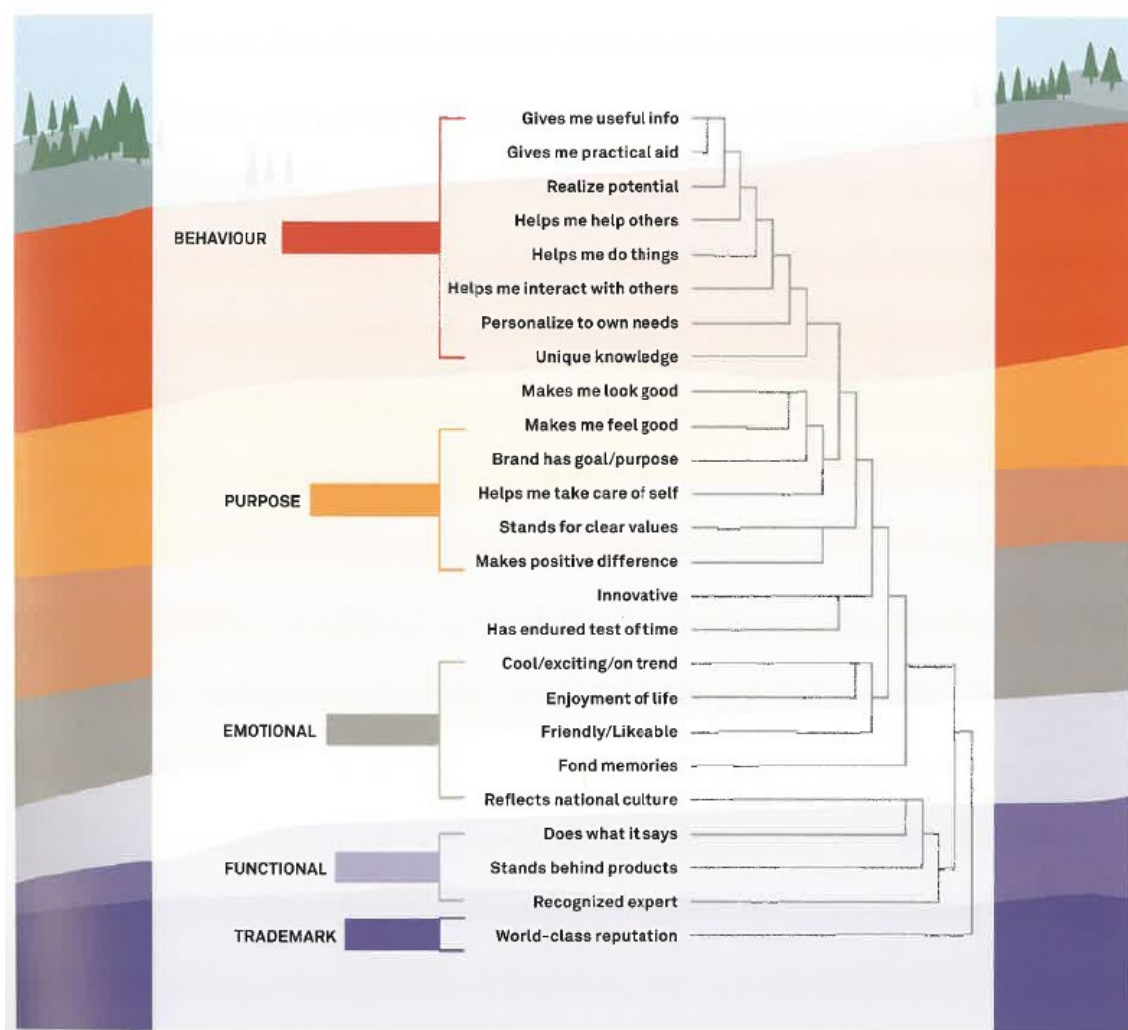 Gives me useful info
Gives me practical aid
Realize potential
Helps me help others
BEHAVIOUR
Helps me do things
Helps me interact with others
Personalize to own needs
Unique knowledge
Makes me look good
Makes me feel good
Brand has goal/purpose
Helps me take care of self
PURPOSE
Stands for clear values
Makes positive difference
Innovative
Has endured test of time
Cool/exciting/on trend
Enjoyment of life
EMOTIONAL
Friendly/Likeable
Fond memories
Reflects national culture
Does what it says
FUNCTIONAL
Stands behind products
Recognized expert
TRADEMARK
World-class reputation